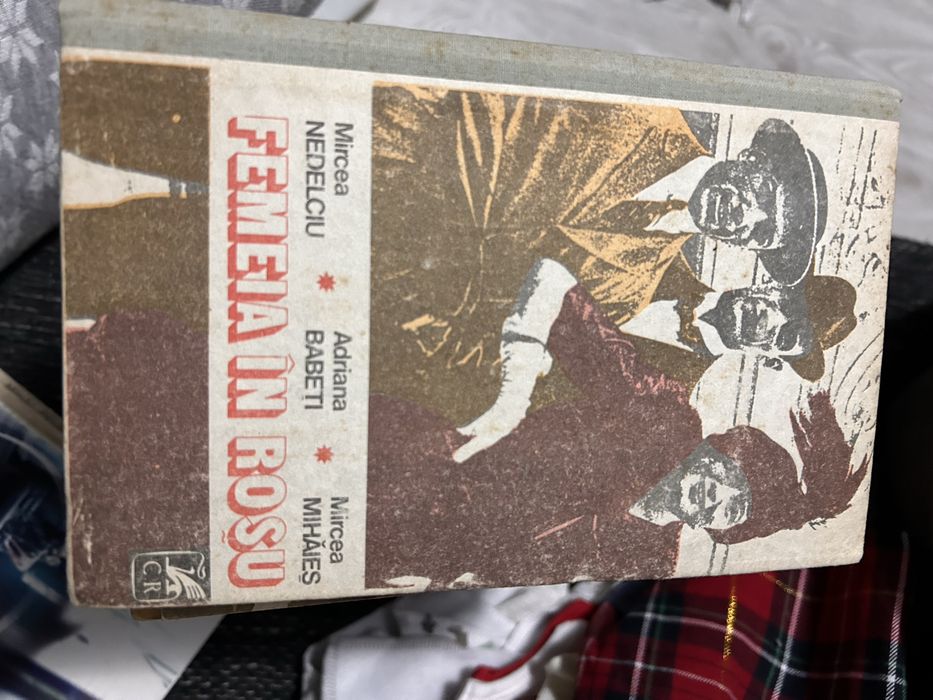 Mircea
NEDELCIU
Adriana
BABEȚI
Mircea
MIHĂIEȘ
FEMEIA ÎN ROȘU
CR